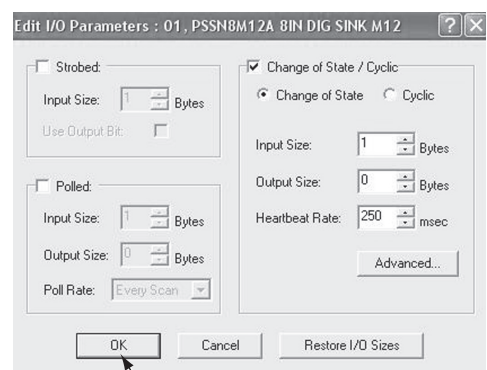 Edit I/O Parameters : 01, PSSN8M12A 8IN DIG SINK M12
Strobed:
Input Size: 1 Bytes
Use Output Bit:
Polled:
Input Size: 1 Bytes
Output Size: 0 Bytes
Poll Rate: Every Scan
Change of State / Cyclic
Change of State Cyclic
Input Size: 1 Bytes
Output Size: 0 Bytes
Heartbeat Rate: 250 msec
Advanced...
OK Cancel Restore I/O Sizes